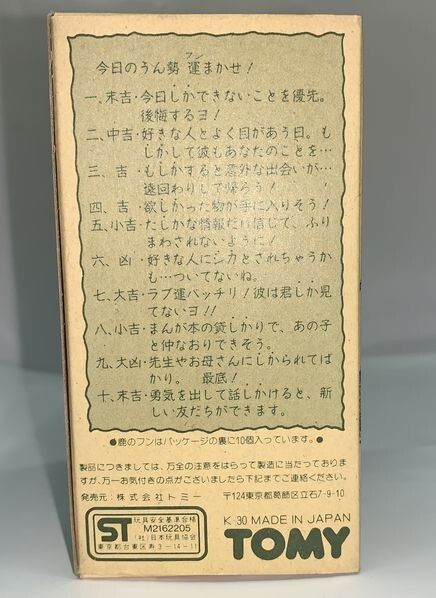 フン
今日のうん勢 運まかせ!
一、末吉・今日しかできないことを優先。
後悔するヨ!
二、中吉・好きな人とよく目があう日。も
しかして彼もあなたのことを…
三、吉・もしかすると意外な出会いが…
遠回わりして帰ろう!
四、吉・欲しかった物が手に入りそう!
五、小吉・たしかな情報だけ信じて、ふり
まわされないように!
六、凶・好きな人にシカとされちゃうか
も…ついてないね。
七、大吉・ラブ運バッチリ!彼は君しか見
てないヨ!!
八、小吉・まんが本の貸しかりで、あの子
と仲なおりできそう。
九、大凶・先生やお母さんにしかられてば
かり。 最底!
十、末吉・勇気を出して話しかけると、新
しい友だちができます。
●鹿のフンはパッケージの裏に10個入っています。●
製品につきましては、万全の注意をはらって製造に当だっておりま
すが、万一お気付きの点がございましたら下記までご連絡ください。
発売元:株式会社トミー 〒124東京都葛飾区立石7-9-10
ST 玩具安全基準合格
M2162205
(社)日本玩具協会
東京都台東区寿3-14-11
K-30 MADE IN JAPAN
TOMY